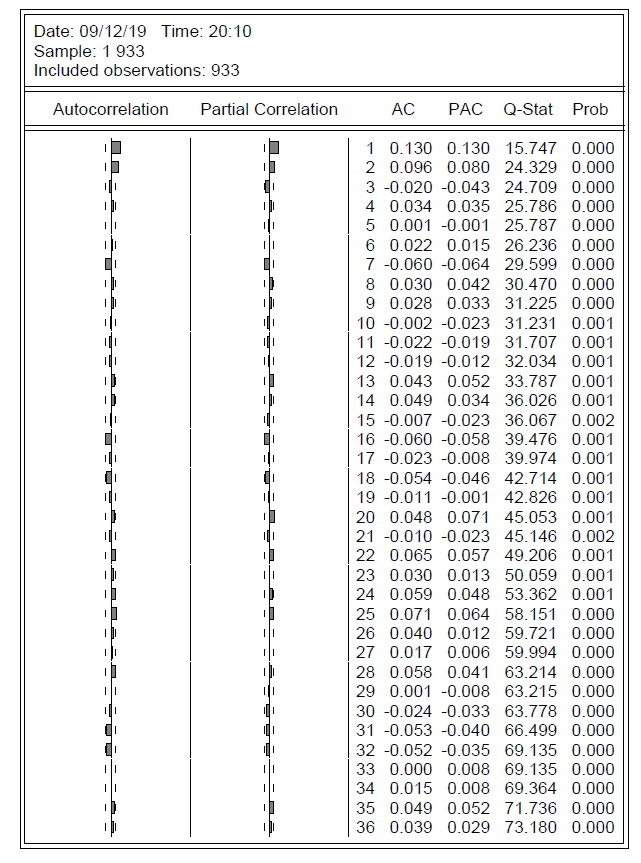 Date: 09/12/19 Time: 20:10
Sample: 1 933
Included observations: 933
Autocorrelation Partial Correlation AC PAC Q-Stat Prob
1 0.130 0.130 15.747 0.000
2 0.096 0.080 24.329 0.000
3 -0.020 -0.043 24.709 0.000
4 0.034 0.035 25.786 0.000
5 0.001 -0.001 25.787 0.000
6 0.022 0.015 26.236 0.000
7 -0.060 -0.064 29.599 0.000
8 0.030 0.042 30.470 0.000
9 0.028 0.033 31.225 0.000
10 -0.002 -0.023 31.231 0.001
11 -0.022 -0.019 31.707 0.001
12 -0.019 -0.012 32.034 0.001
13 0.043 0.052 33.787 0.001
14 0.049 0.034 36.026 0.001
15 -0.007 -0.023 36.067 0.002
16 -0.060 -0.058 39.476 0.001
17 -0.023 -0.008 39.974 0.001
18 -0.054 -0.046 42.714 0.001
19 -0.011 -0.001 42.826 0.001
20 0.048 0.071 45.053 0.001
21 -0.010 -0.023 45.146 0.002
22 0.065 0.057 49.206 0.001
23 0.030 0.013 50.059 0.001
24 0.059 0.048 53.362 0.001
25 0.071 0.064 58.151 0.000
26 0.040 0.012 59.721 0.000
27 0.017 0.006 59.994 0.000
28 0.058 0.041 63.214 0.000
29 0.001 -0.008 63.215 0.000
30 -0.024 -0.033 63.778 0.000
31 -0.053 -0.040 66.499 0.000
32 -0.052 -0.035 69.135 0.000
33 0.000 0.008 69.135 0.000
34 0.015 0.008 69.364 0.000
35 0.049 0.052 71.736 0.000
36 0.039 0.029 73.180 0.000